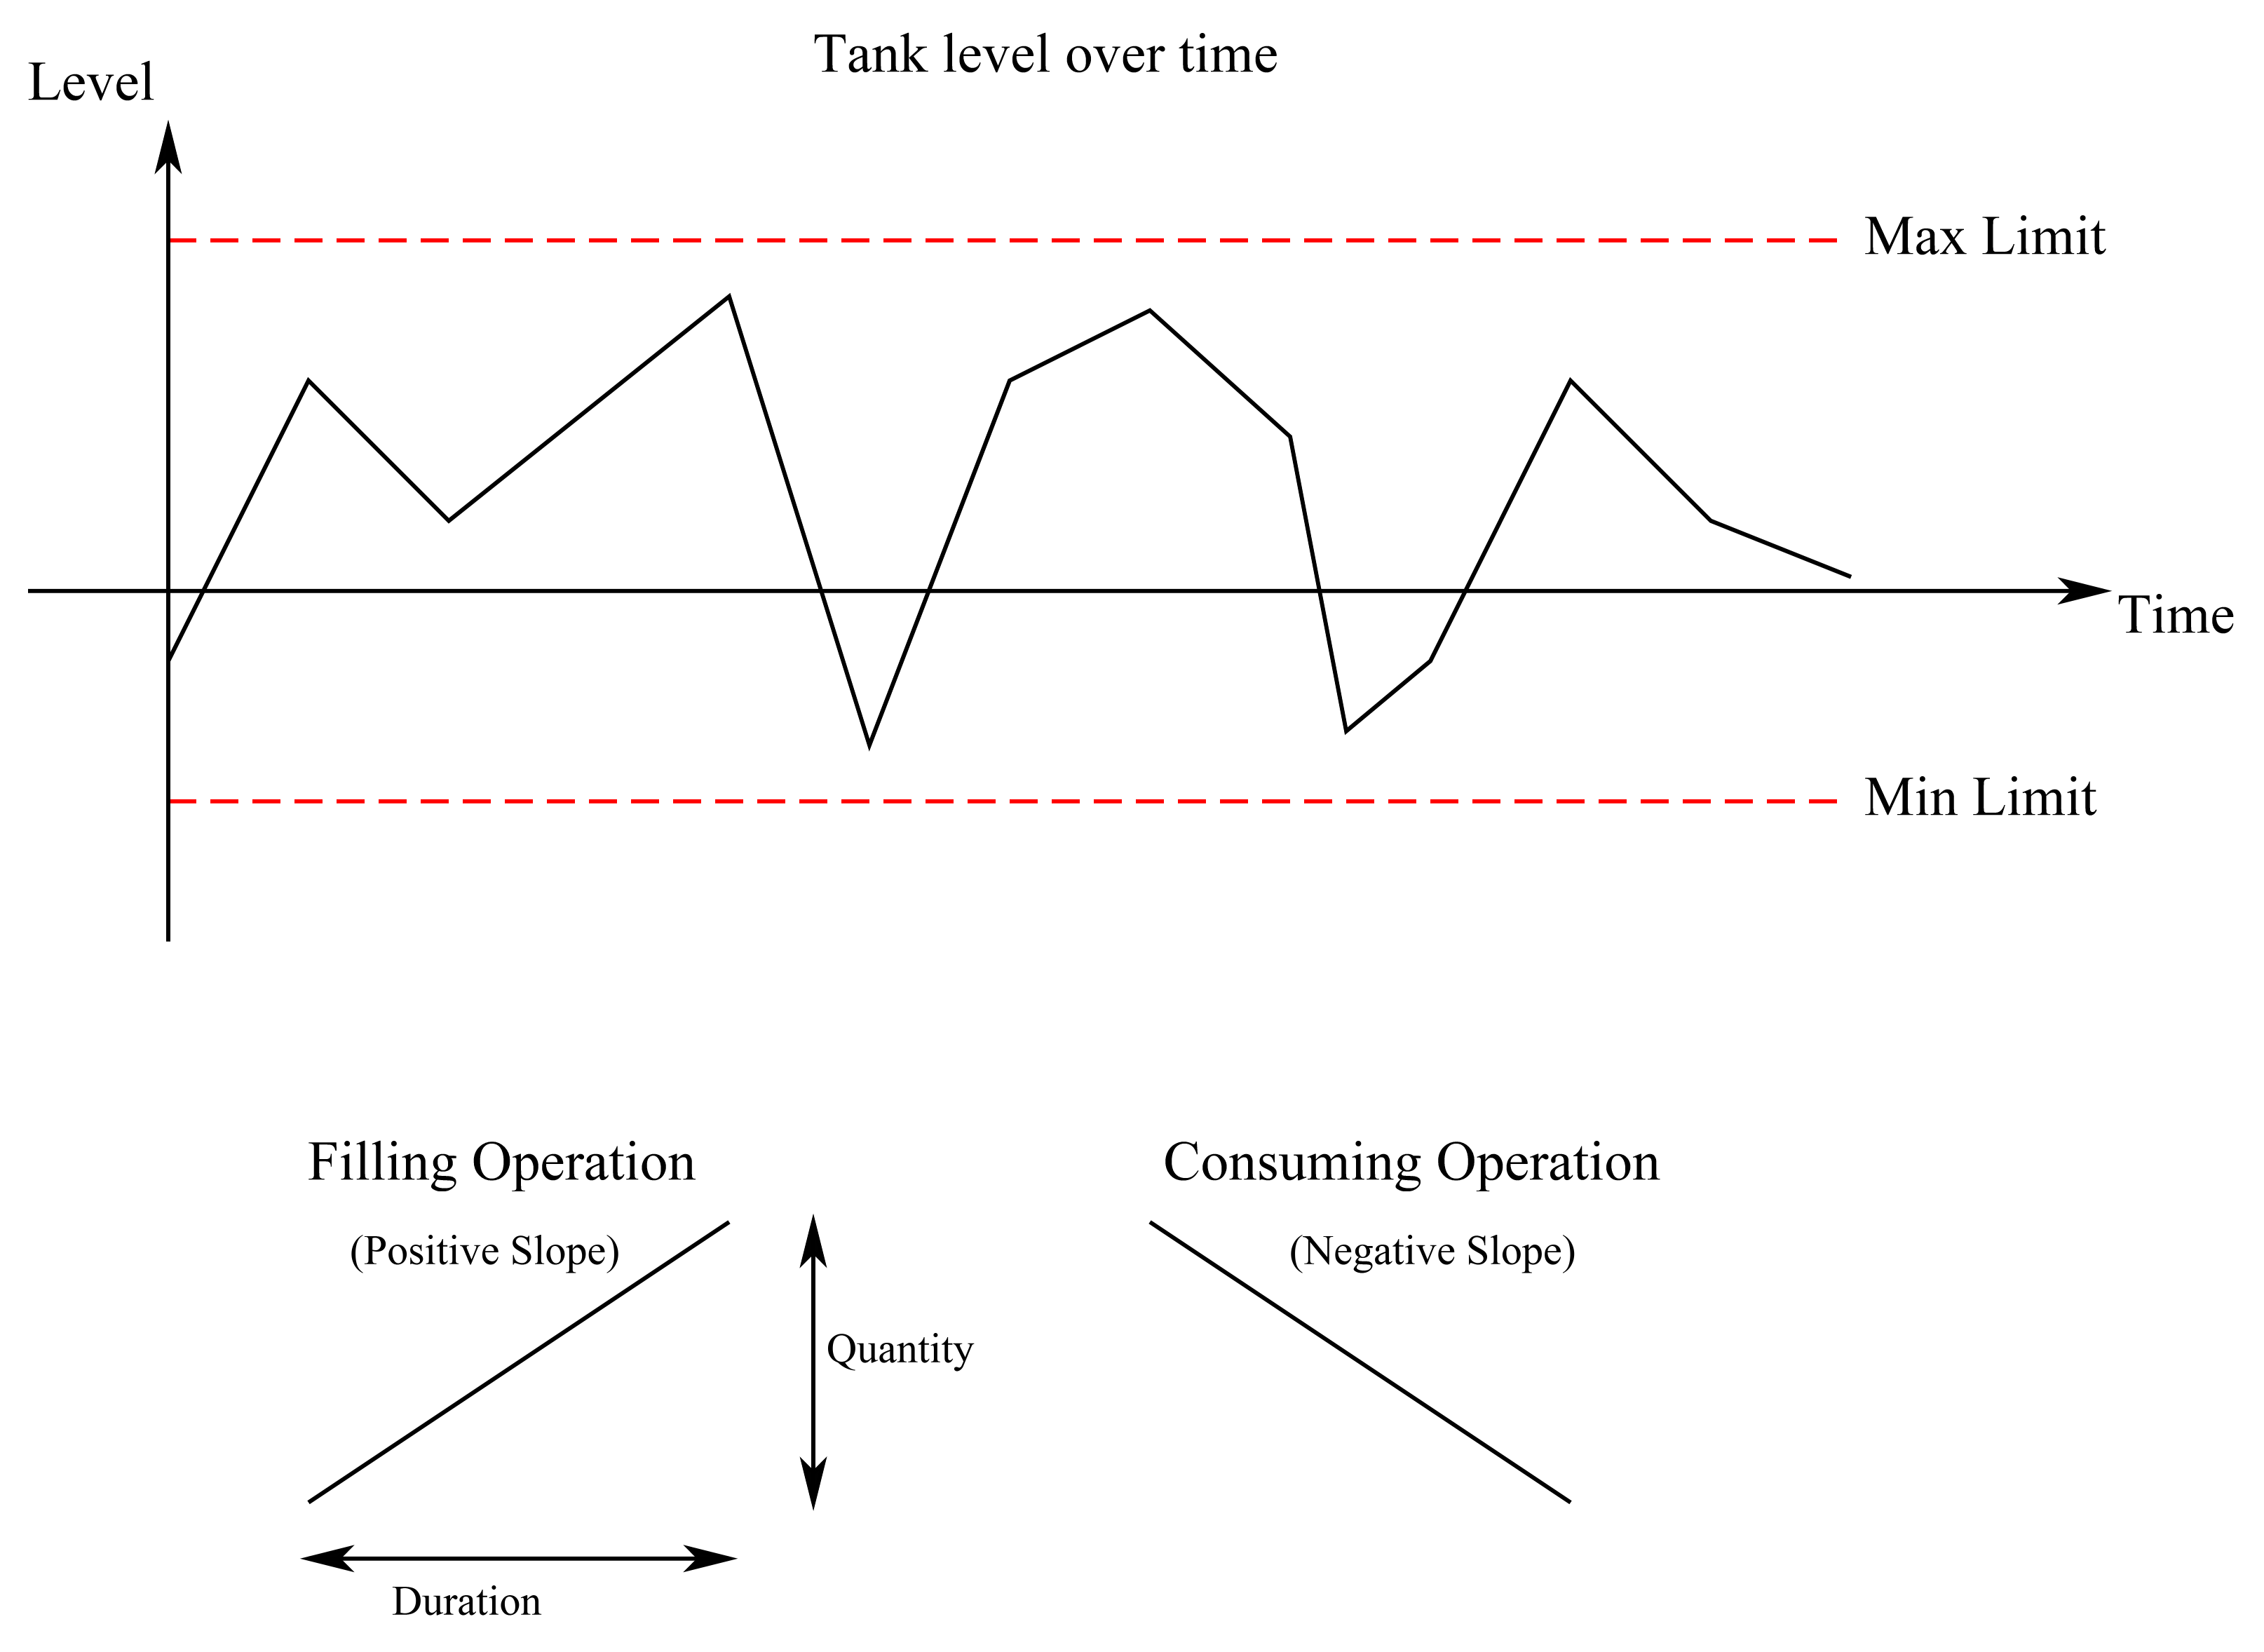 Tank level over time
Level
Max Limit
Time
Min Limit
Filling Operation
(Positive Slope)
Consuming Operation
(Negative Slope)
Quantity
Duration